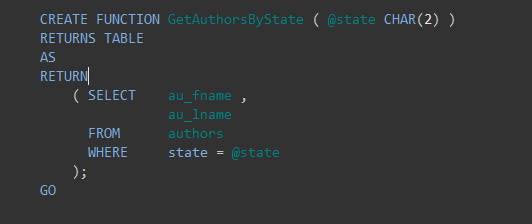 CREATE FUNCTION GetAuthorsByState ( @state CHAR(2) )
RETURNS TABLE
AS
RETURN
    ( SELECT    au_fname ,
                au_lname
      FROM      authors
      WHERE     state = @state
    );
GO